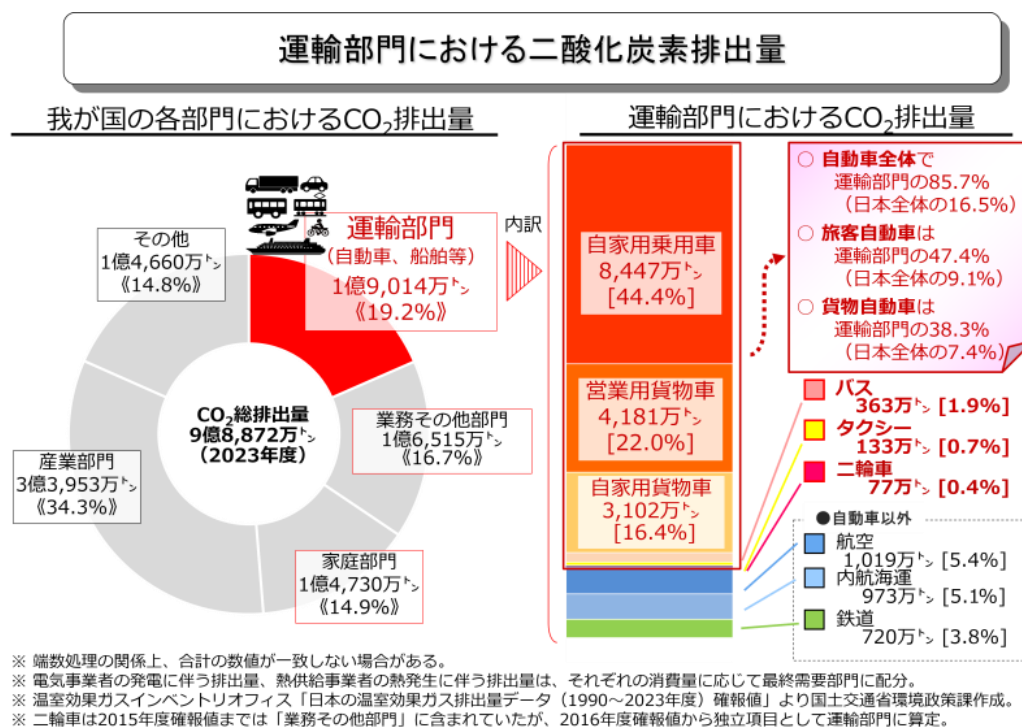 運輸部門における二酸化炭素排出量
我が国の各部門におけるCO₂排出量
運輸部門
(自動車、船舶等)
1億9,014万㌧
《19.2%》
その他
1億4,660万㌧
《14.8%》
CO₂総排出量
9億8,872万㌧
(2023年度)
業務その他部門
1億6,515万㌧
《16.7%》
産業部門
3億3,953万㌧
《34.3%》
家庭部門
1億4,730万㌧
《14.9%》
内訳
運輸部門におけるCO₂排出量
自家用乗用車
8,447万㌧
[44.4%]
営業用貨物車
4,181万㌧
[22.0%]
自家用貨物車
3,102万㌧
[16.4%]
○ 自動車全体で
運輸部門の85.7%
(日本全体の16.5%)
○ 旅客自動車は
運輸部門の47.4%
(日本全体の9.1%)
○ 貨物自動車は
運輸部門の38.3%
(日本全体の7.4%)
バス
363万㌧ [1.9%]
タクシー
133万㌧ [0.7%]
二輪車
77万㌧ [0.4%]
●自動車以外
航空
1,019万㌧ [5.4%]
内航海運
973万㌧ [5.1%]
鉄道
720万㌧ [3.8%]
※ 端数処理の関係上、合計の数値が一致しない場合がある。
※ 電気事業者の発電に伴う排出量、熱供給事業者の熱発生に伴う排出量は、それぞれの消費量に応じて最終需要部門に配分。
※ 温室効果ガスインベントリオフィス「日本の温室効果ガス排出量データ(1990～2023年度)確報値」より国土交通省環境政策課作成。
※ 二輪車は2015年度確報値までは「業務その他部門」に含まれていたが、2016年度確報値から独立項目として運輸部門に算定。